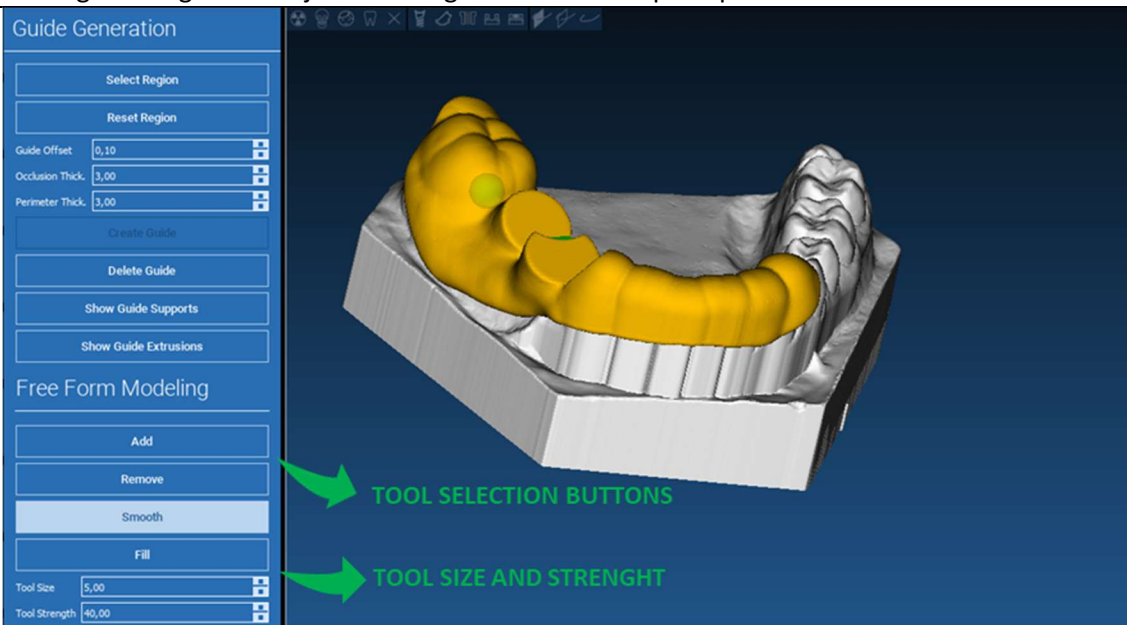 Guide Generation
Select Region
Reset Region
Guide Offset 0,10
Occlusion Thick. 3,00
Perimeter Thick. 3,00
Create Guide
Delete Guide
Show Guide Supports
Show Guide Extrusions
Free Form Modeling
Add
Remove
TOOL SELECTION BUTTONS
Smooth
Fill
TOOL SIZE AND STRENGHT
Tool Size 5,00
Tool Strength 40,00